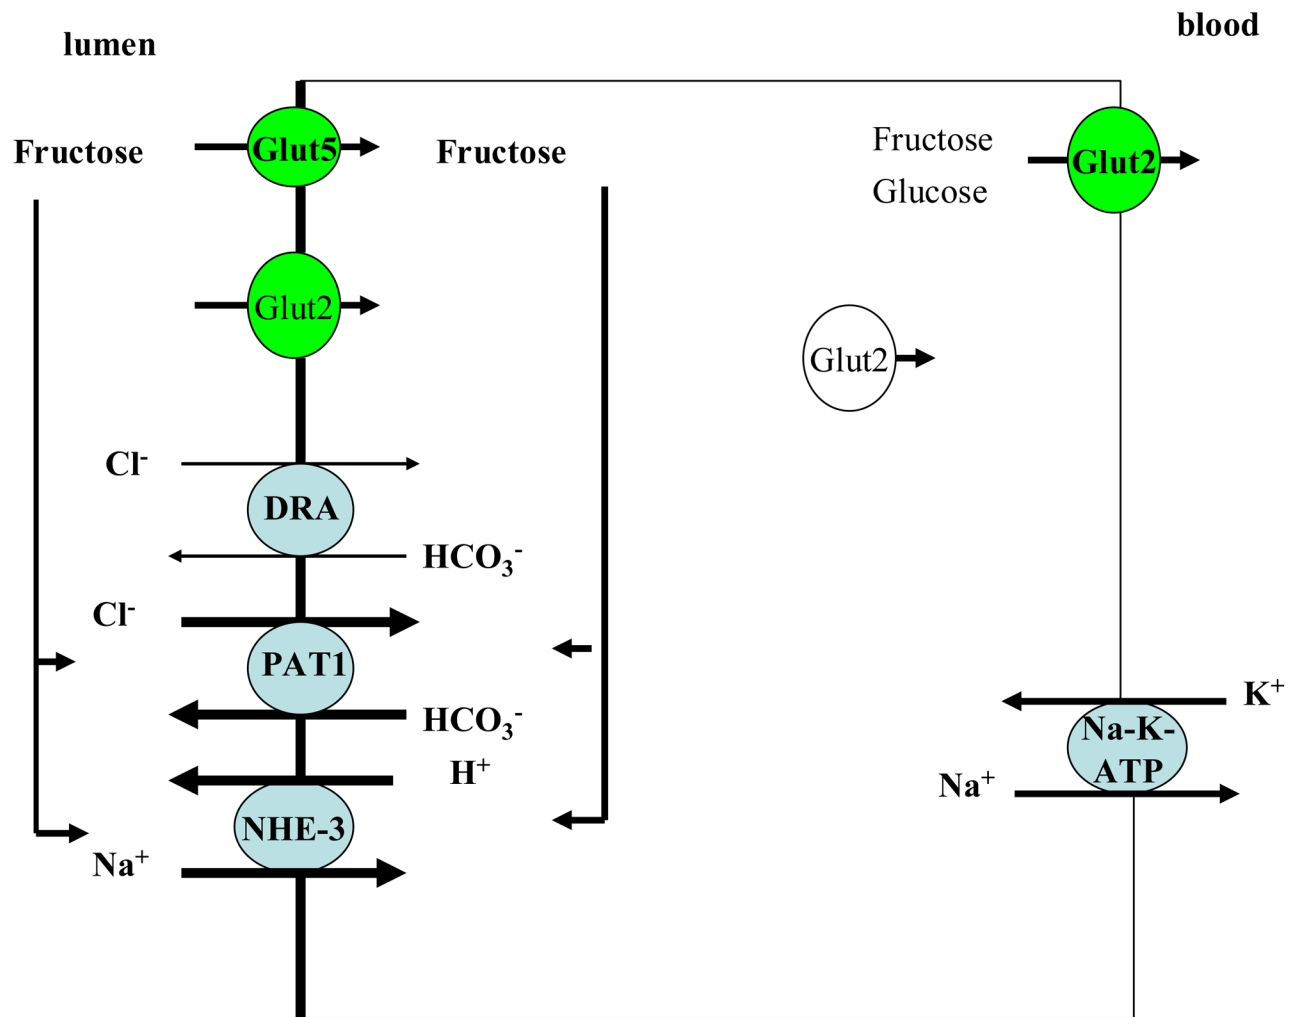 lumen
blood
Fructose
Glut5
Fructose
Fructose
Glucose
Glut2
Glut2
Glut2
Cl-
DRA
HCO3-
Cl-
PAT1
HCO3-
H+
NHE-3
Na+
K+
Na-K-
ATP
Na+